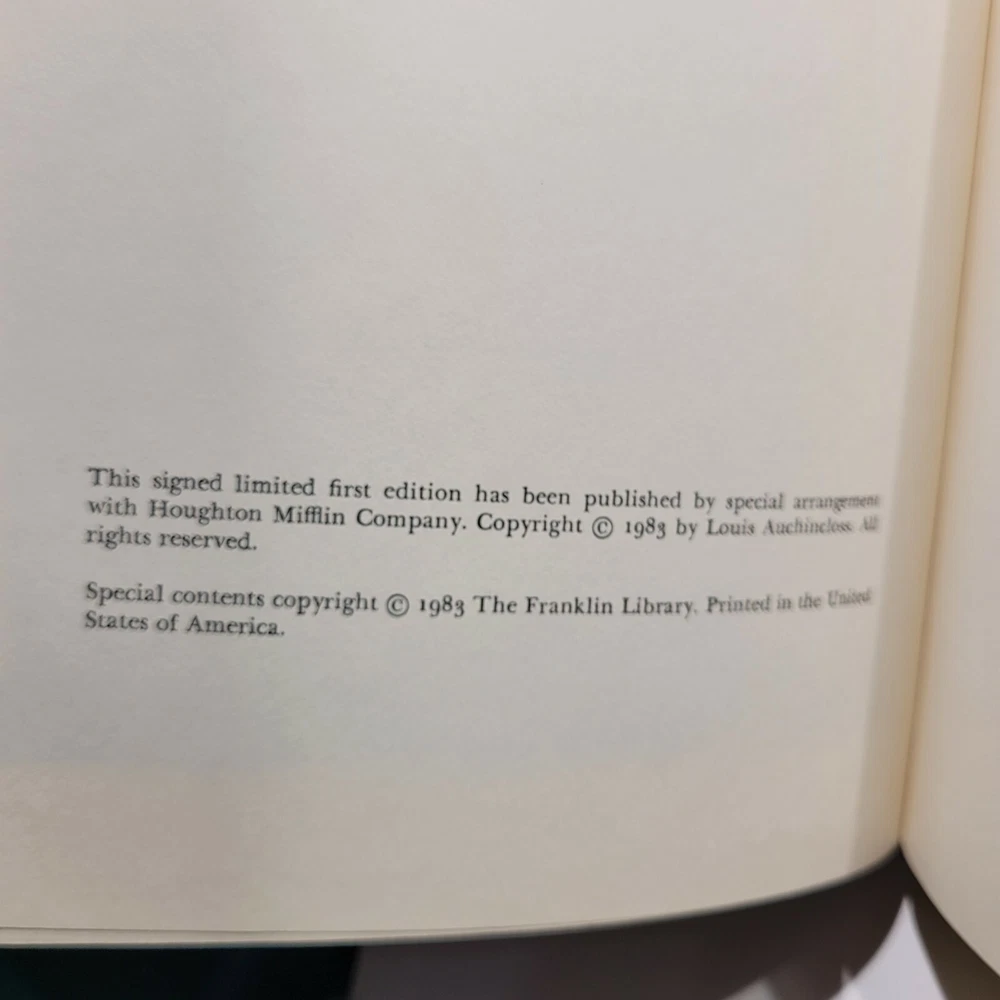 This signed limited first edition has been published by special arrangement
with Houghton Mifflin Company. Copyright © 1983 by Louis Auchincloss. All
rights reserved.
Special contents copyright © 1983 The Franklin Library. Printed in the United
States of America.